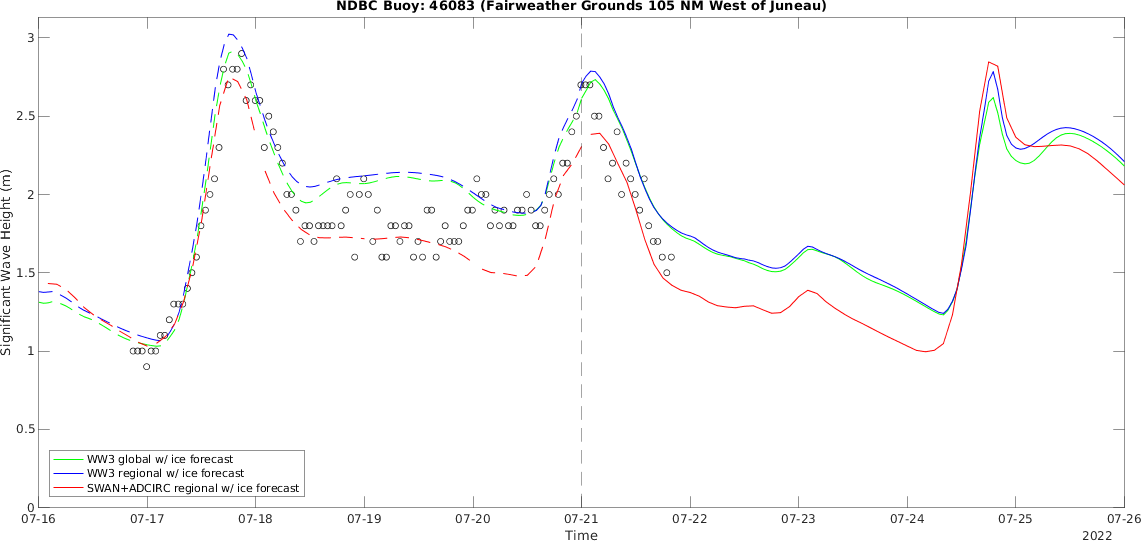 NDBC Buoy: 46083 (Fairweather Grounds 105 NM West of Juneau)
Significant Wave Height (m)
3
2.5
2
1.5
1
0.5
0
WW3 global w/ ice forecast
WW3 regional w/ ice forecast
SWAN+ADCIRC regional w/ ice forecast
07-16 07-17 07-18 07-19 07-20 07-21 07-22 07-23 07-24 07-25 07-26
Time
2022